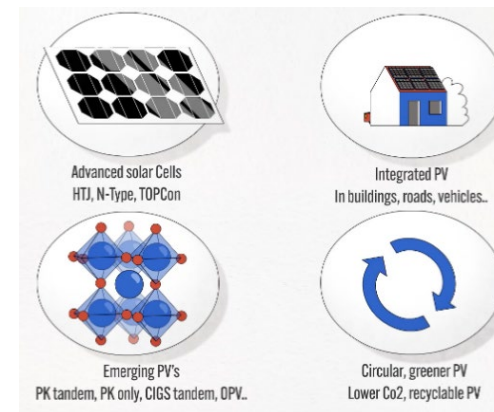 Advanced solar Cells
HTJ, N-Type, TOPCon
Integrated PV
In buildings, roads, vehicles..
Emerging PV's
PK tandem, PK only, CIGS tandem, OPV..
Circular, greener PV
Lower Co2, recyclable PV